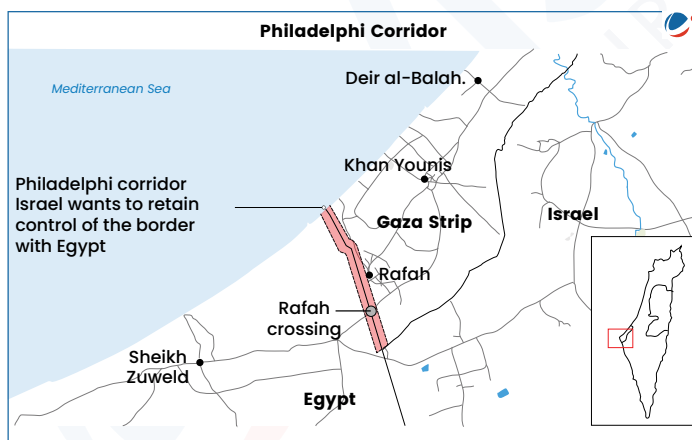 Philadelphi Corridor
Mediterranean Sea
Deir al-Balah.
Khan Younis
Philadelphi corridor
Israel wants to retain
control of the border
with Egypt
Gaza Strip
Israel
Rafah
Rafah
crossing
Sheikh
Zuweld
Egypt